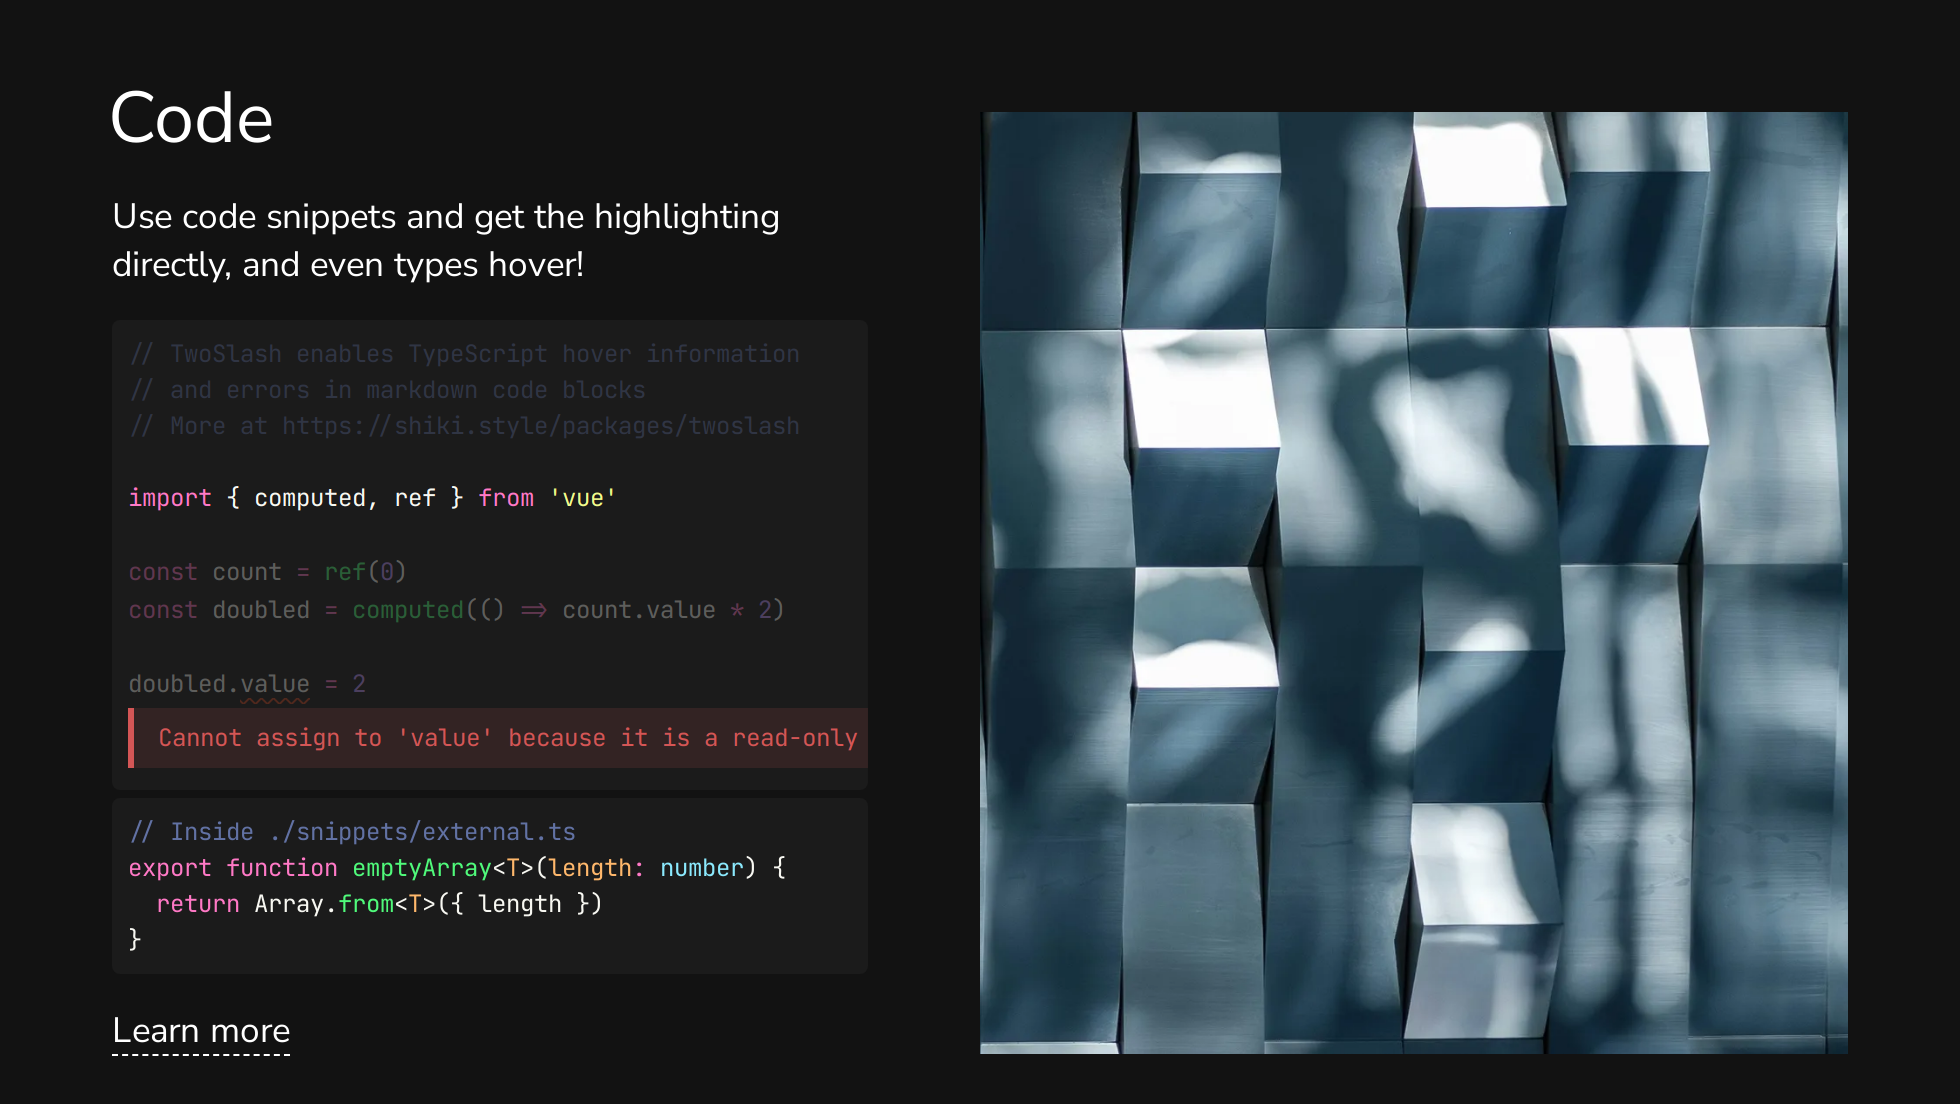 Code
Use code snippets and get the highlighting
directly, and even types hover!
// TwoSlash enables TypeScript hover information
// and errors in markdown code blocks
// More at https://shiki.style/packages/twoslash
import { computed, ref } from 'vue'
const count = ref(0)
const doubled = computed(() => count.value * 2)
doubled.value = 2
Cannot assign to 'value' because it is a read-only
// Inside ./snippets/external.ts
export function emptyArray<T>(length: number) {
  return Array.from<T>({ length })
}
Learn more